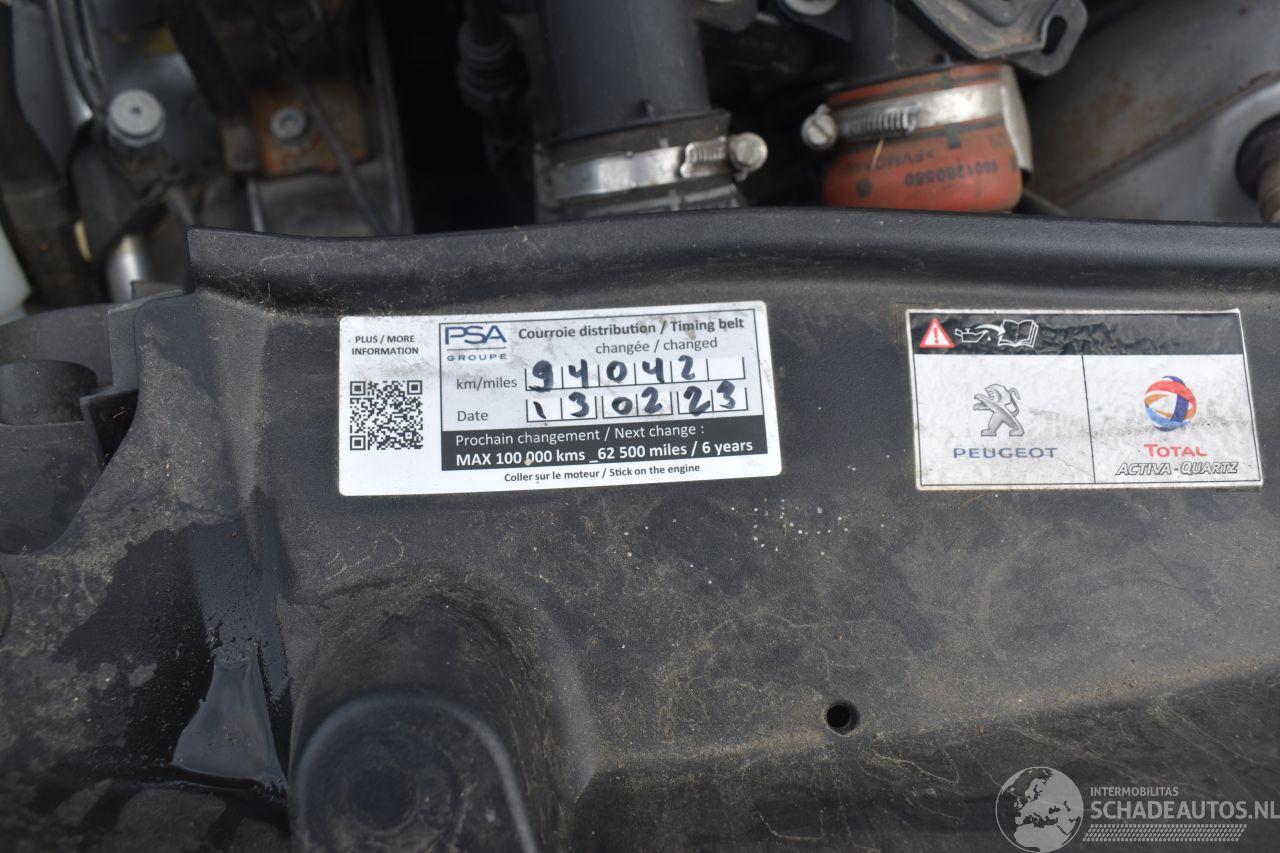 1601280580
>FVMQ
PLUS / MORE
INFORMATION
PSA
GROUPE
Courroie distribution / Timing belt
changée / changed
km/miles 94042
Date 130223
Prochain changement / Next change :
MAX 100 000 kms _62 500 miles / 6 years
Coller sur le moteur / Stick on the engine
PEUGEOT
TOTAL
ACTIVA-QUARTZ
INTERMOBILITAS
SCHADEAUTOS.NL